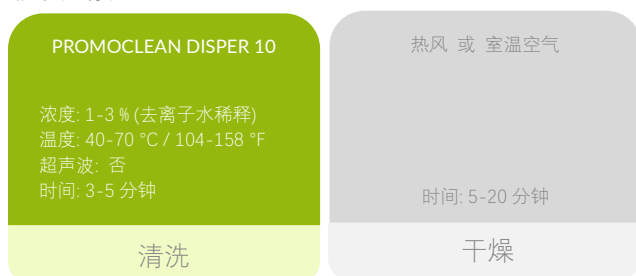 PROMOCLEAN DISPER 10
浓度: 1-3 % (去离子水稀释)
温度: 40-70 °C / 104-158 °F
超声波: 否
时间: 3-5 分钟
清洗
热风 或 室温空气
时间: 5-20 分钟
干燥